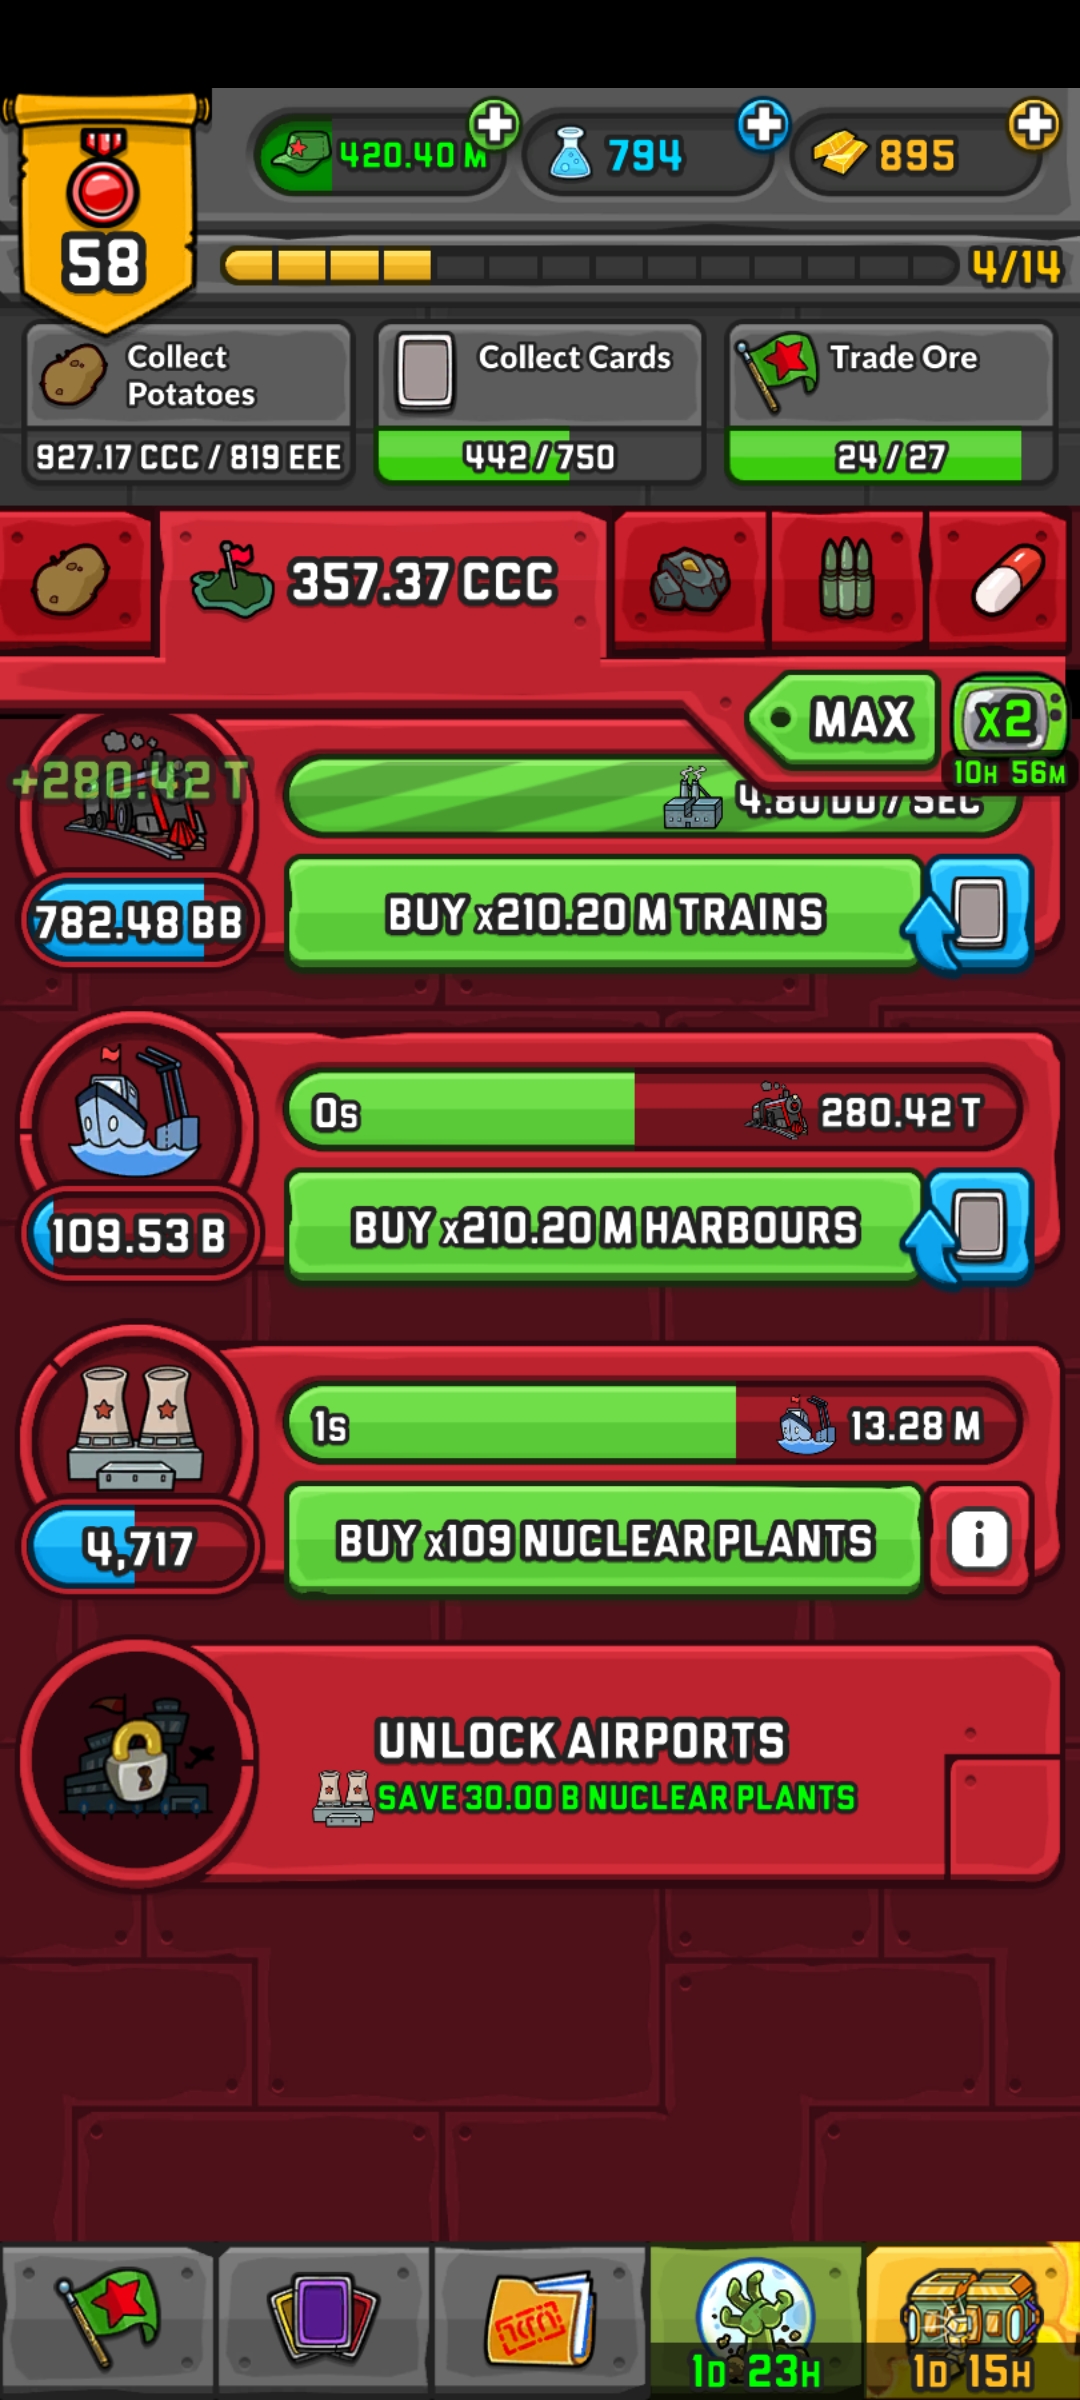 420.40 M
794
895
58
4/14
Collect Potatoes
927.17 CCC / 819 EEE
Collect Cards
442/750
Trade Ore
24/27
357.37 CCC
MAX
x2
10H 56M
+280.42 T
782.48 BB
BUY x210.20 M TRAINS
0s
280.42 T
109.53 B
BUY x210.20 M HARBOURS
1s
13.28 M
4,717
BUY x109 NUCLEAR PLANTS
i
UNLOCK AIRPORTS
SAVE 30.00 B NUCLEAR PLANTS
1D 23H
1D 15H